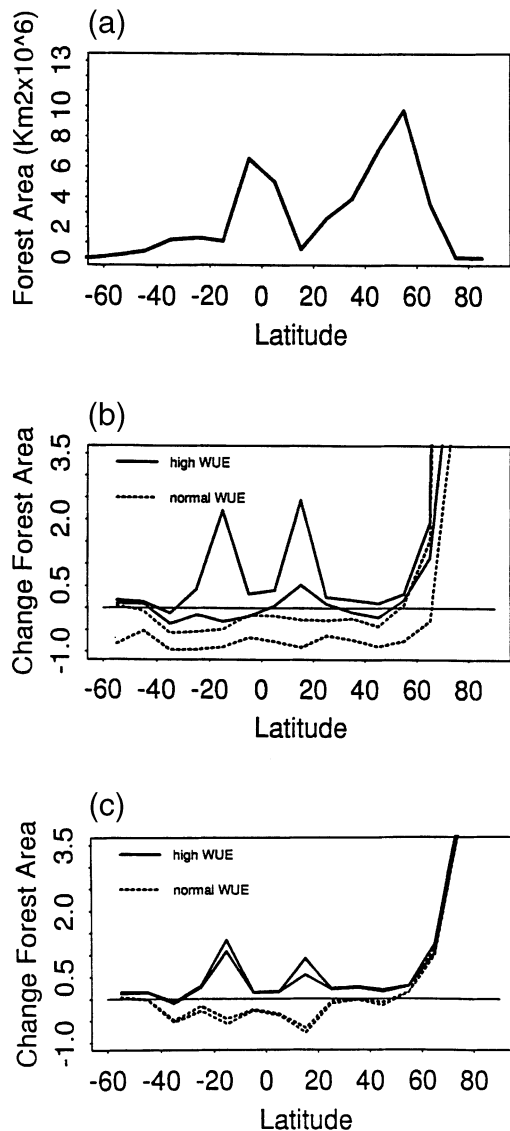 (a)
Forest Area (Km2x10^6)
0 2 4 6 8 10 13
-60 -40 -20 0 20 40 60 80
Latitude
(b)
Change Forest Area
-1.0 0.5 2.0 3.5
high WUE
normal WUE
-60 -40 -20 0 20 40 60 80
Latitude
(c)
Change Forest Area
-1.0 0.5 2.0 3.5
high WUE
normal WUE
-60 -40 -20 0 20 40 60 80
Latitude